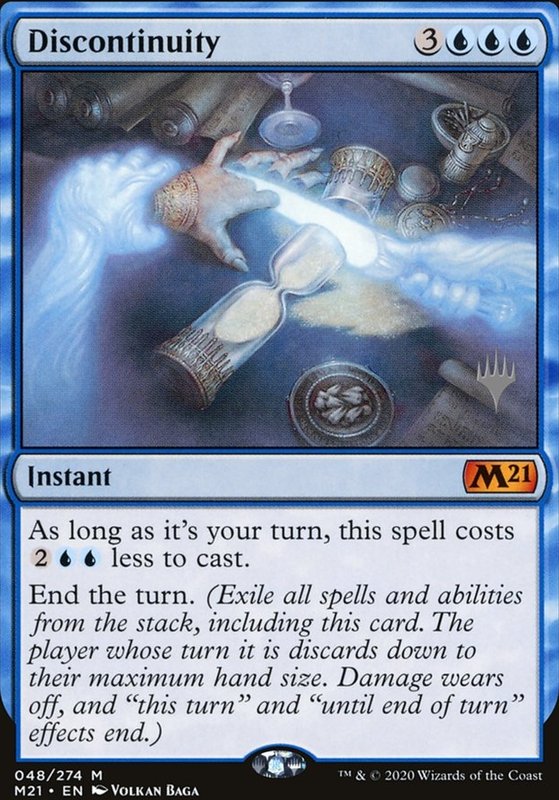 Discontinuity 3
Instant M21
As long as it's your turn, this spell costs
2 less to cast.
End the turn. (Exile all spells and abilities
from the stack, including this card. The
player whose turn it is discards down to
their maximum hand size. Damage wears
off, and “this turn” and “until end of turn”
effects end.)
048/274 M
M21 • EN Volkan Baga
™ & © 2020 Wizards of the Coast